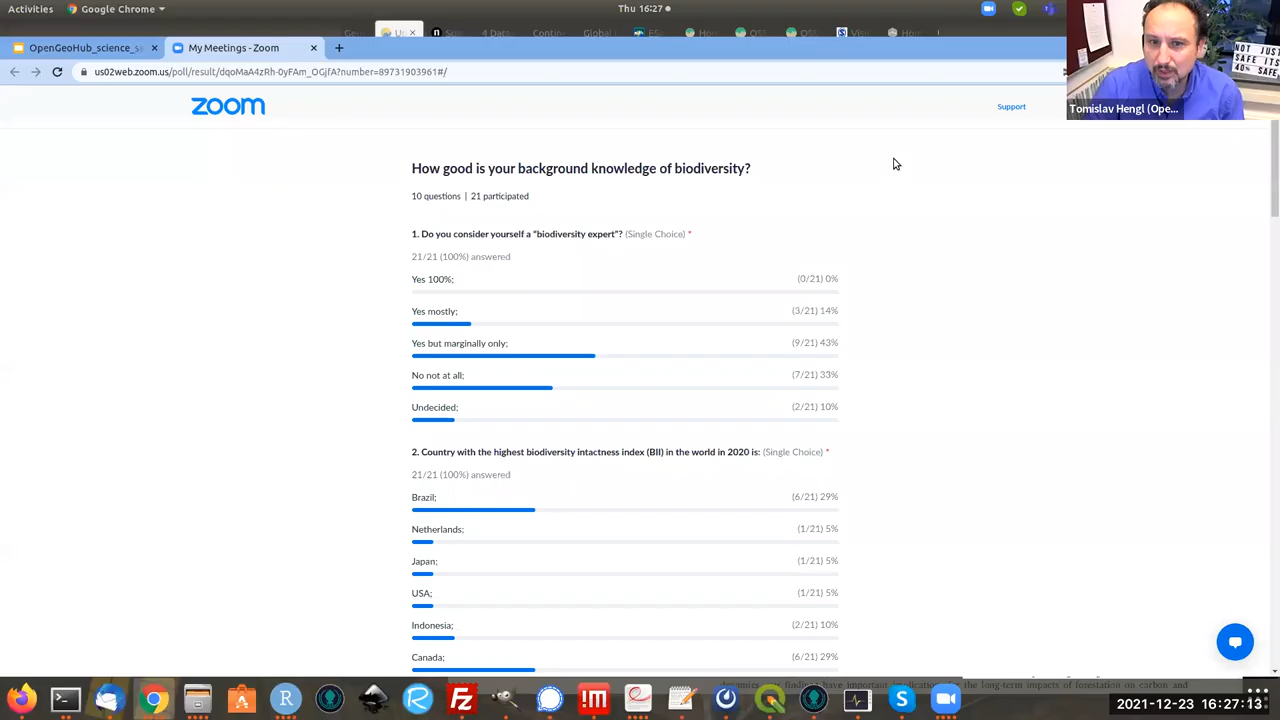 Activities
Google Chrome
Thu 16:27
OpenGeoHub_science_s
My Meetings - Zoom
us02web.zoom.us/poll/result/dqoMaA4zRh-0yFAm_OGjfA?number=89731903961#/
NOT JUST
SAFE ITS
40% SAFE
Tomislav Hengl (Ope...
zoom
Support
How good is your background knowledge of biodiversity?
10 questions | 21 participated
1. Do you consider yourself a "biodiversity expert"? (Single Choice) *
21/21 (100%) answered
Yes 100%; (0/21) 0%
Yes mostly; (3/21) 14%
Yes but marginally only; (9/21) 43%
No not at all; (7/21) 33%
Undecided; (2/21) 10%
2. Country with the highest biodiversity intactness index (BII) in the world in 2020 is: (Single Choice) *
21/21 (100%) answered
Brazil; (6/21) 29%
Netherlands; (1/21) 5%
Japan; (1/21) 5%
USA; (1/21) 5%
Indonesia; (2/21) 10%
Canada; (6/21) 29%
2021-12-23 16:27:13